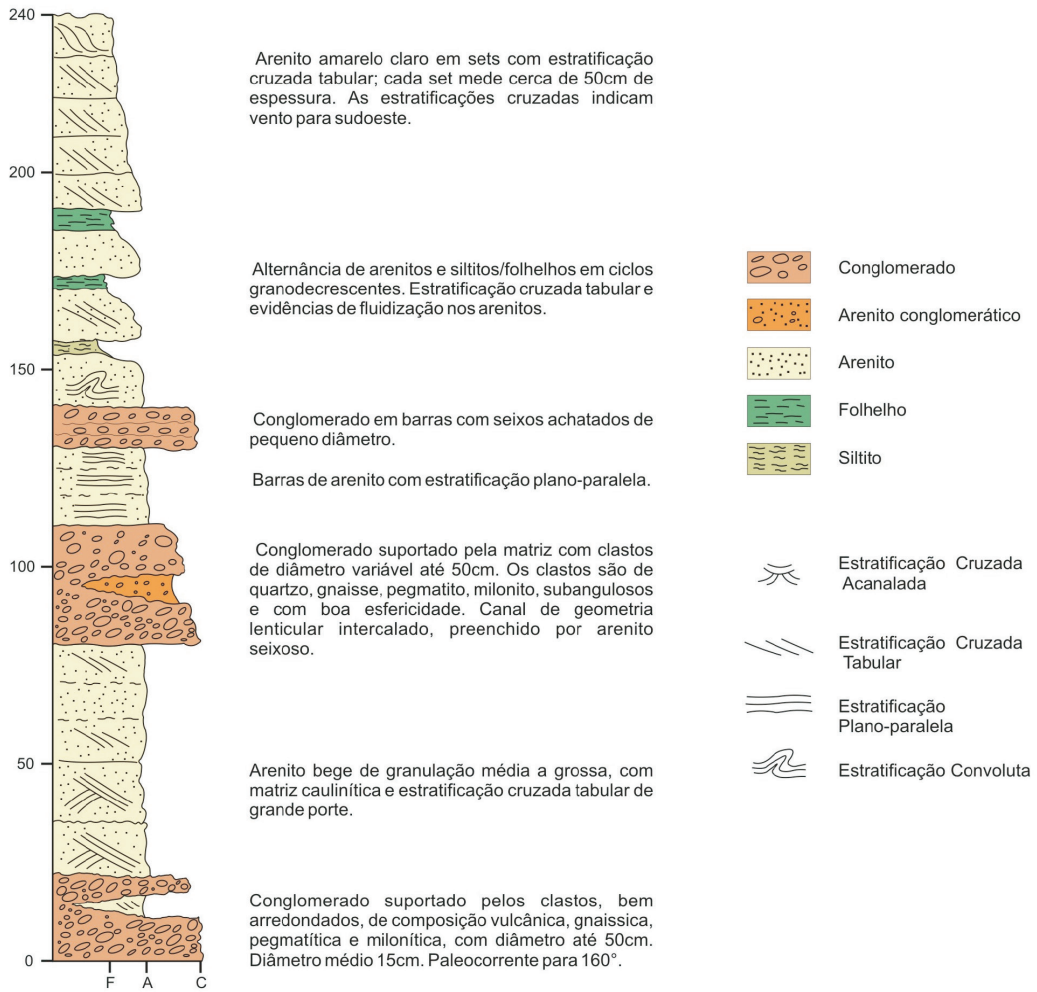 240
Arenito amarelo claro em sets com estratificação
cruzada tabular; cada set mede cerca de 50cm de
espessura. As estratificações cruzadas indicam
vento para sudoeste.
200
Alternância de arenitos e siltitos/folhelhos em ciclos
granodecrescentes. Estratificação cruzada tabular e
evidências de fluidização nos arenitos.
150
Conglomerado em barras com seixos achatados de
pequeno diâmetro.
Barras de arenito com estratificação plano-paralela.
100
Conglomerado suportado pela matriz com clastos
de diâmetro variável até 50cm. Os clastos são de
quartzo, gnaisse, pegmatito, milonito, subangulosos
e com boa esfericidade. Canal de geometria
lenticular intercalado, preenchido por arenito
seixoso.
50
Arenito bege de granulação média a grossa, com
matriz caulinítica e estratificação cruzada tabular de
grande porte.
Conglomerado suportado pelos clastos, bem
arredondados, de composição vulcânica, gnaissica,
pegmatítica e milonítica, com diâmetro até 50cm.
Diâmetro médio 15cm. Paleocorrente para 160°.
0
F A C
Conglomerado
Arenito conglomerático
Arenito
Folhelho
Siltito
Estratificação Cruzada
Acanalada
Estratificação Cruzada
Tabular
Estratificação
Plano-paralela
Estratificação Convoluta